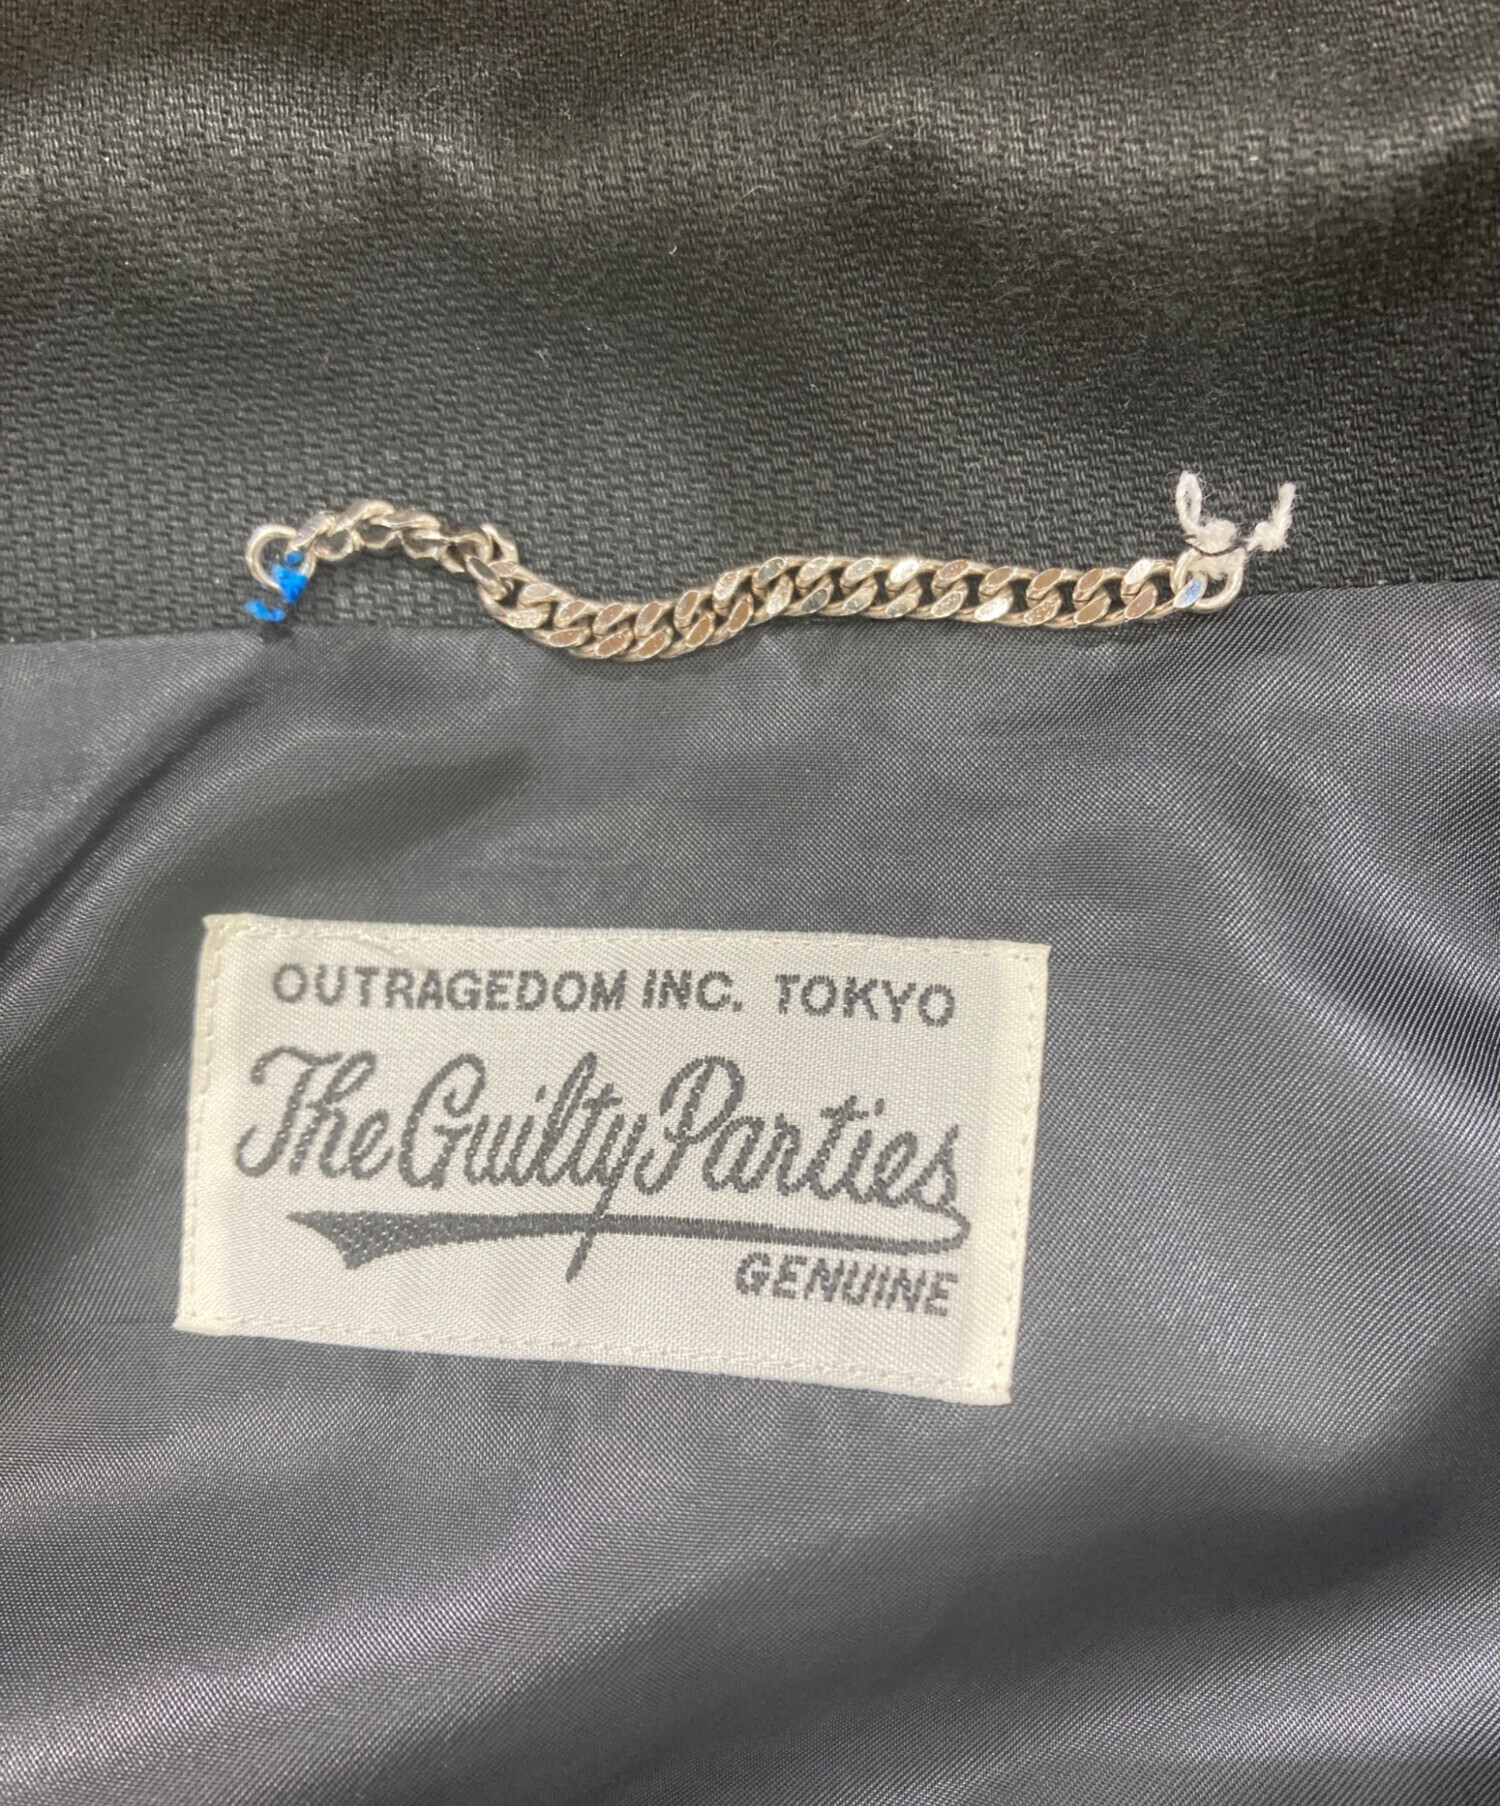 OUTRAGEDOM INC. TOKYO
The Guilty Parties
GENUINE